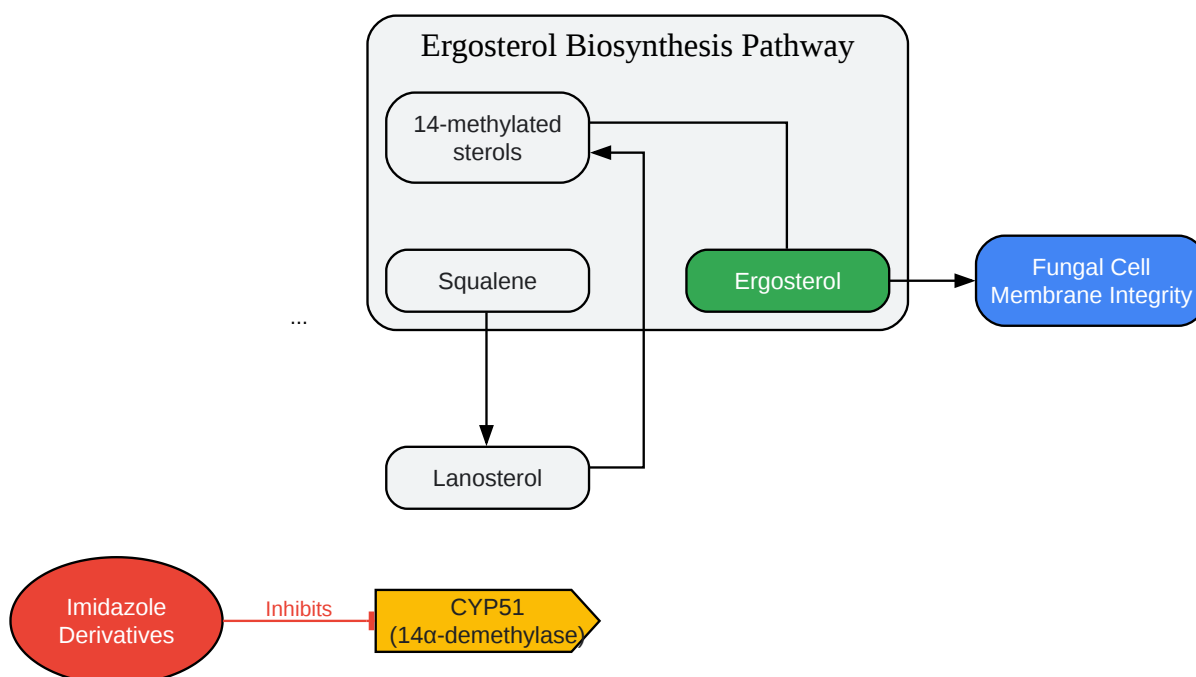 Ergosterol Biosynthesis Pathway
14-methylated
sterols
Squalene
Ergosterol
Fungal Cell
Membrane Integrity
...
Lanosterol
Imidazole
Derivatives
Inhibits
CYP51
(14α-demethylase)